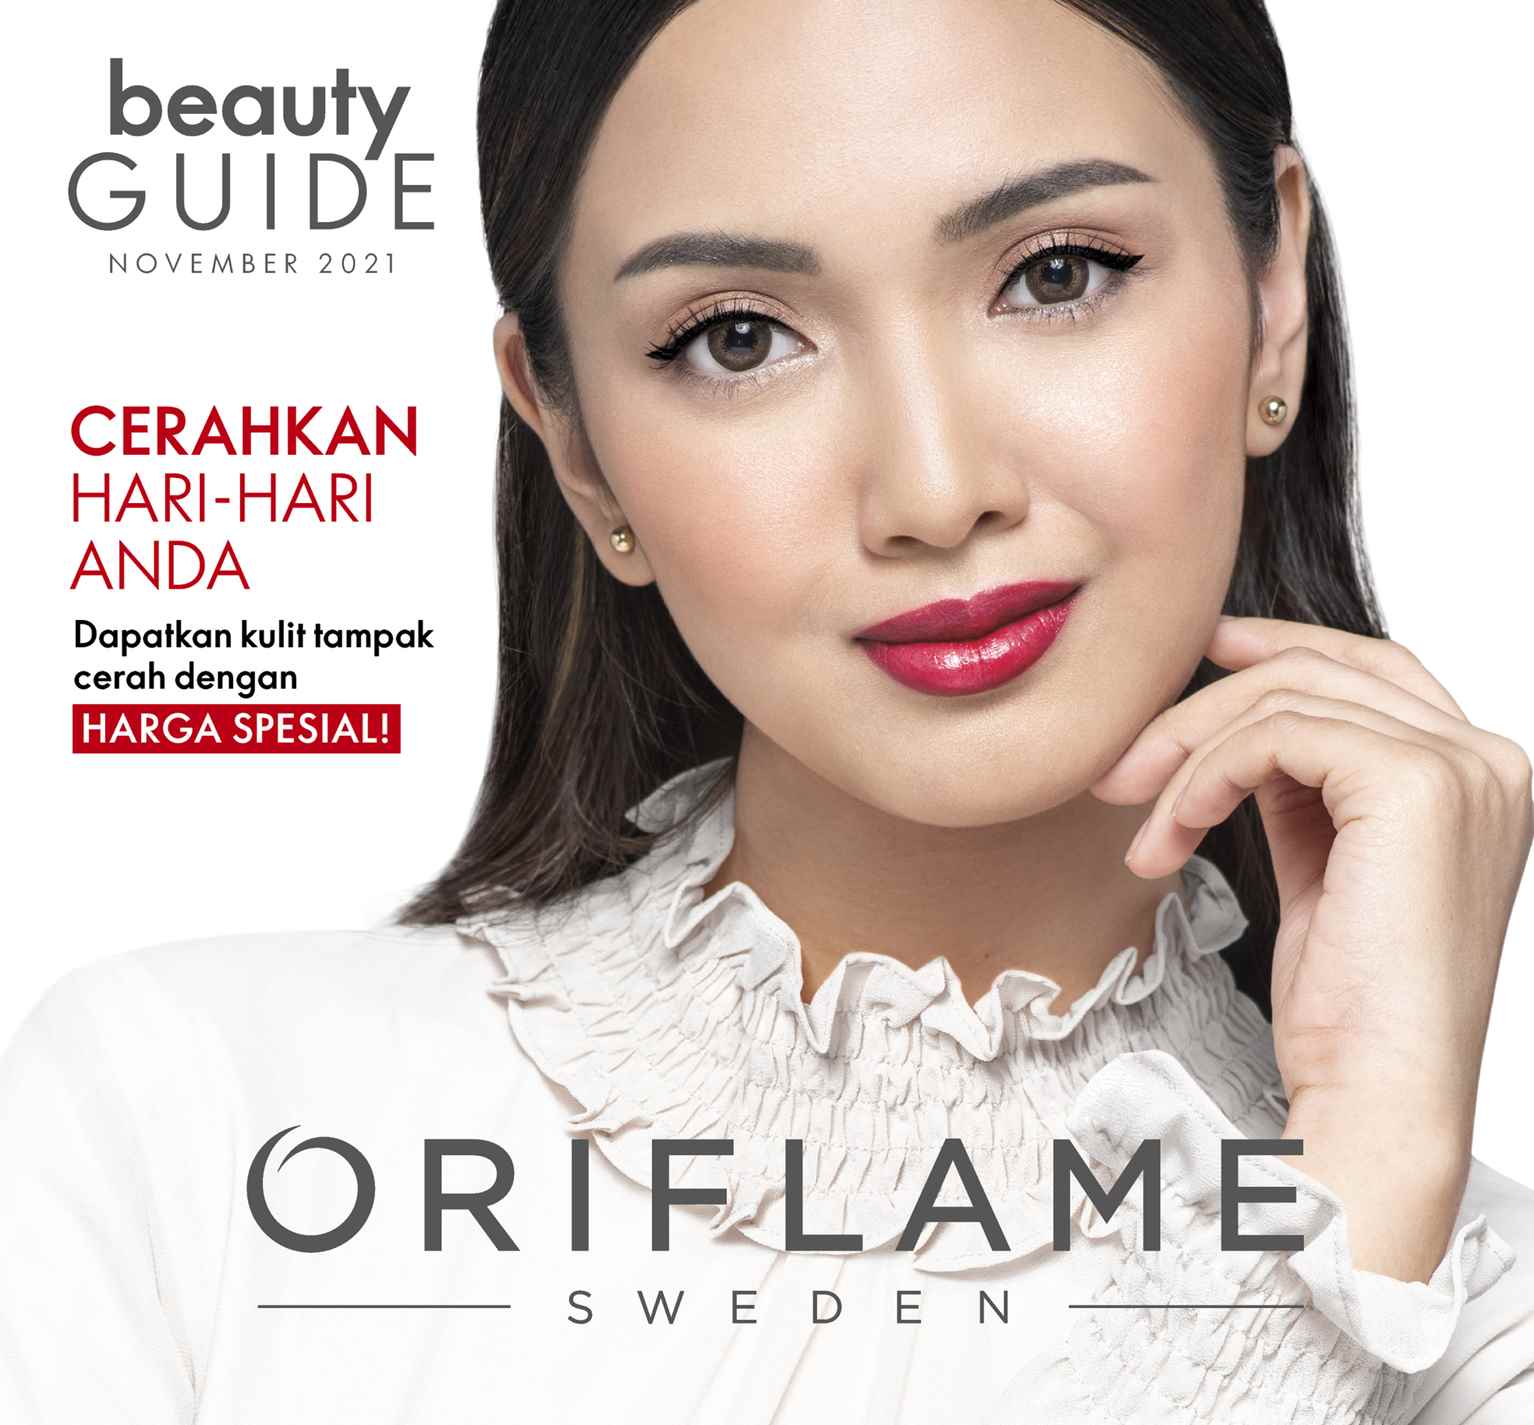 beauty
GUIDE
NOVEMBER 2021
CERAHKAN
HARI-HARI
ANDA
Dapatkan kulit tampak
cerah dengan
HARGA SPESIAL!
ORIFLAME
SWEDEN